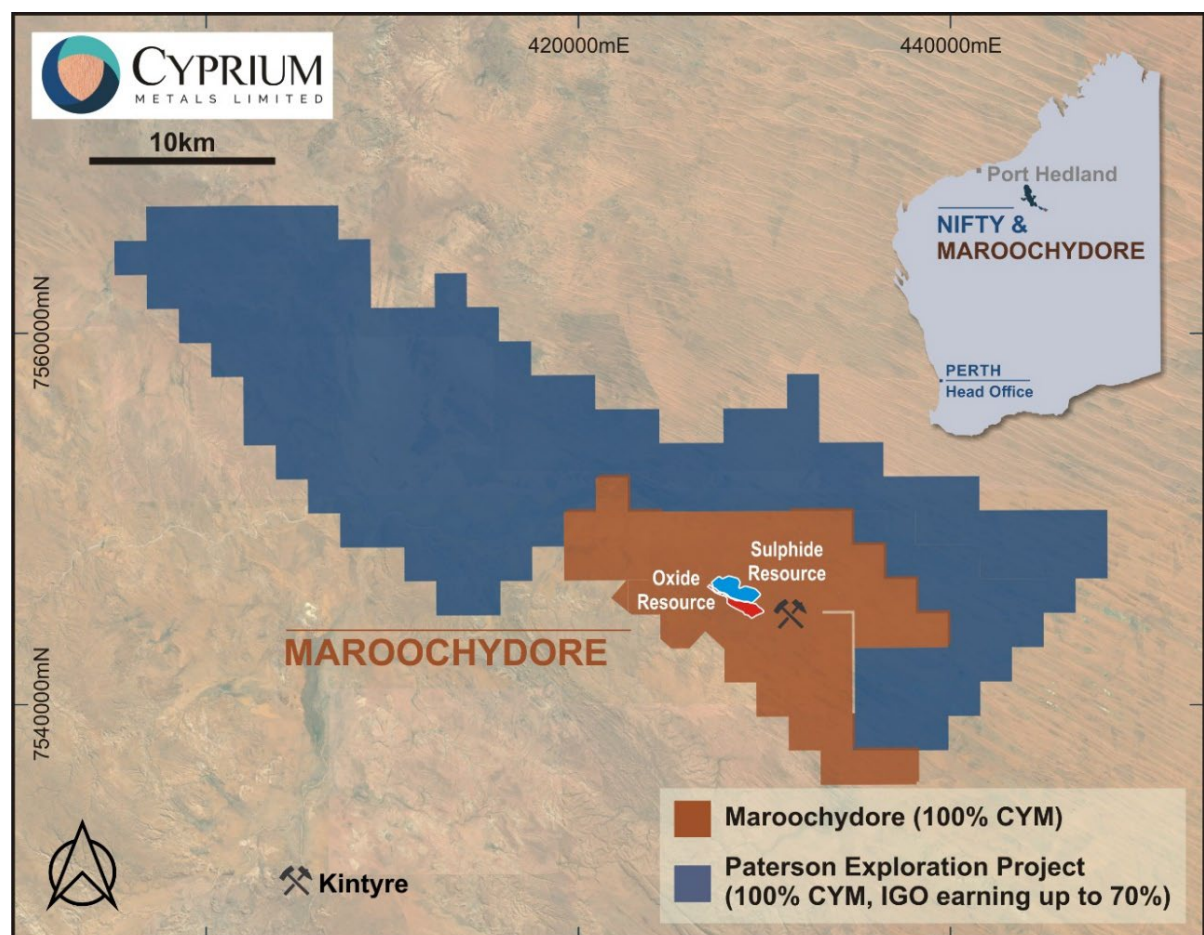 CYPRIUM
METALS LIMITED
10km
420000mE
440000mE
7560000mN
7540000mN
Port Hedland
NIFTY &
MAROOCHYDORE
PERTH
Head Office
Sulphide
Resource
Oxide
Resource
MAROOCHYDORE
Kintyre
Maroochydore (100% CYM)
Paterson Exploration Project
(100% CYM, IGO earning up to 70%)